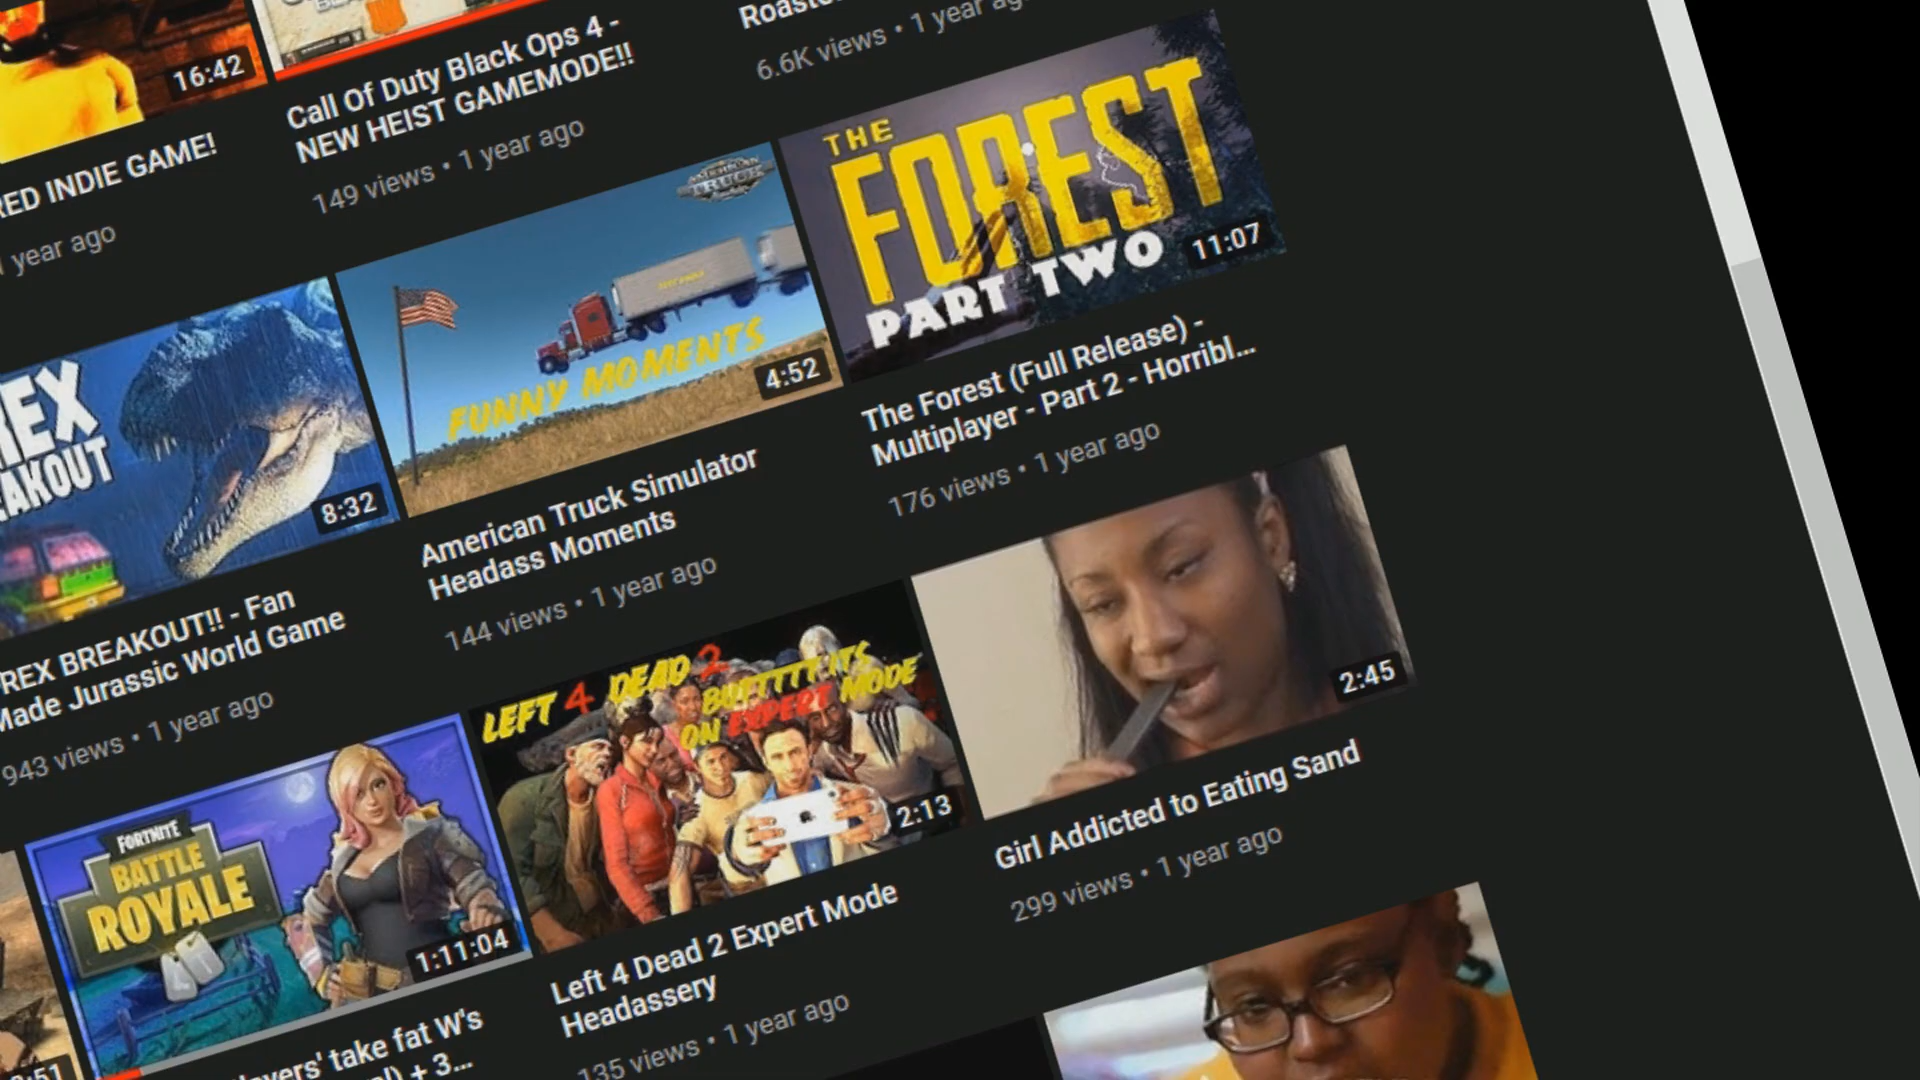 16:42
RED INDIE GAME!
1 year ago
Call Of Duty Black Ops 4 -
NEW HEIST GAMEMODE!!
149 views • 1 year ago
6.6K views • 1 year
REX
8:32
REX BREAKOUT!! - Fan
Made Jurassic World Game
943 views • 1 year ago
AMERICAN
TRUCK
FUNNY MOMENTS
4:52
American Truck Simulator
Headass Moments
144 views • 1 year ago
THE
FOREST
PART TWO
11:07
The Forest (Full Release) -
Multiplayer - Part 2 - Horribl...
176 views • 1 year ago
FORTNITE
BATTLE
ROYALE
1:11:04
take fat W's
+ 3...
LEFT 4 DEAD 2
BUTTTTT ITS
ON EXPERT MODE
2:13
Left 4 Dead 2 Expert Mode
Headassery
135 views • 1 year ago
2:45
Girl Addicted to Eating Sand
299 views • 1 year ago